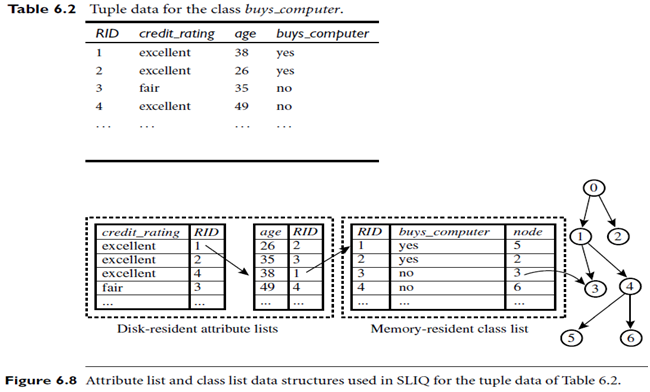 Table 6.2 Tuple data for the class buys_computer.
RID credit_rating age buys_computer
1 excellent 38 yes
2 excellent 26 yes
3 fair 35 no
4 excellent 49 no
... ... ... ...
credit_rating RID
excellent 1
excellent 2
excellent 4
fair 3
... ...
age RID
26 2
35 3
38 1
49 4
... ...
RID buys_computer node
1 yes 5
2 yes 2
3 no 3
4 no 6
... ... ...
0
1 2
3 4
5 6
Disk-resident attribute lists Memory-resident class list
Figure 6.8 Attribute list and class list data structures used in SLIQ for the tuple data of Table 6.2.